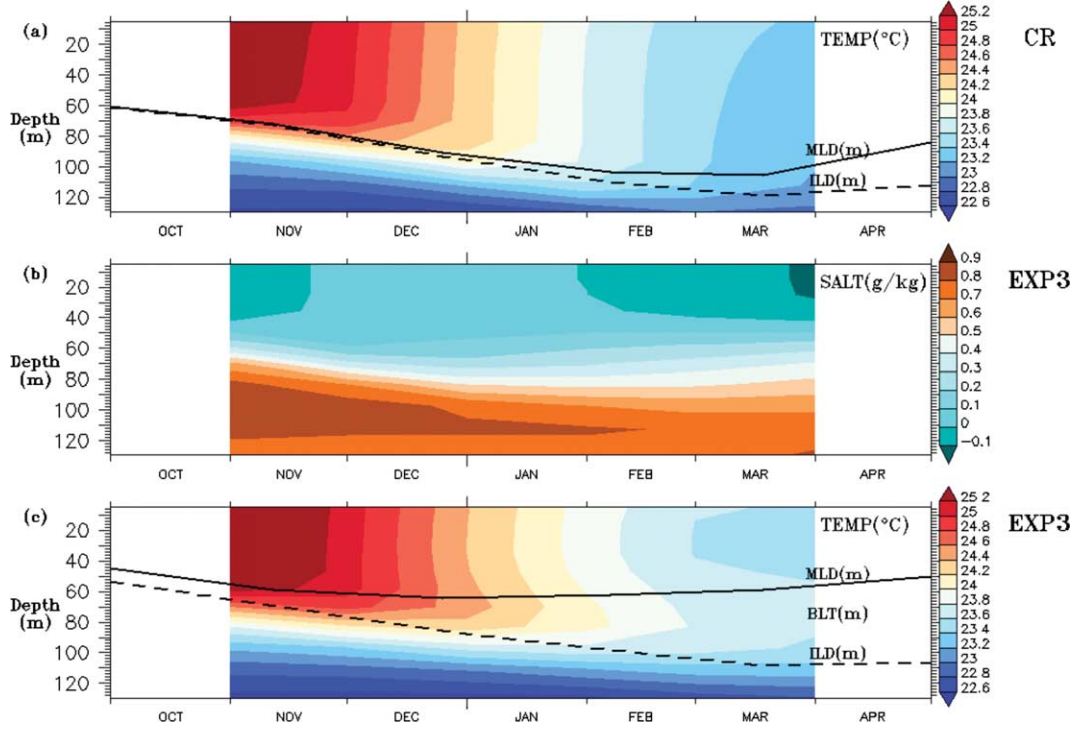 (a)
TEMP(°C)
CR
Depth
(m)
20
40
60
80
100
120
MLD(m)
ILD(m)
25.2
25
24.8
24.6
24.4
24.2
24
23.8
23.6
23.4
23.2
23
22.8
22.6
OCT NOV DEC JAN FEB MAR APR
(b)
SALT(g/kg)
EXP3
Depth
(m)
20
40
60
80
100
120
0.9
0.8
0.7
0.6
0.5
0.4
0.3
0.2
0.1
0
−0.1
OCT NOV DEC JAN FEB MAR APR
(c)
TEMP(°C)
EXP3
Depth
(m)
20
40
60
80
100
120
MLD(m)
BLT(m)
ILD(m)
25.2
25
24.8
24.6
24.4
24.2
24
23.8
23.6
23.4
23.2
23
22.8
22.6
OCT NOV DEC JAN FEB MAR APR